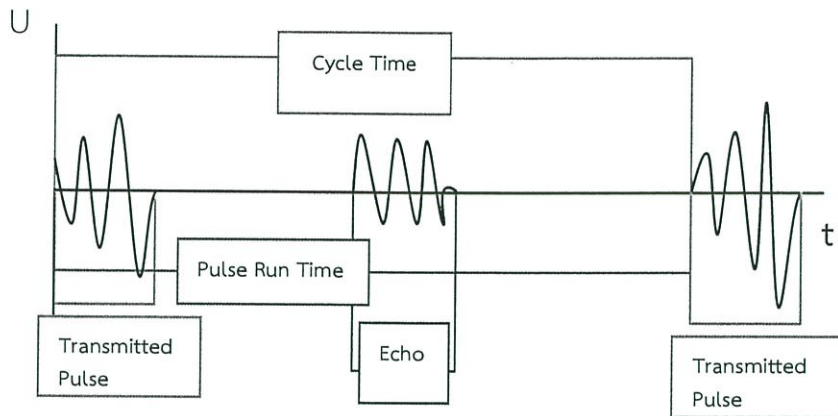 U
Cycle Time
t
Pulse Run Time
Transmitted
Pulse
Echo
Transmitted
Pulse